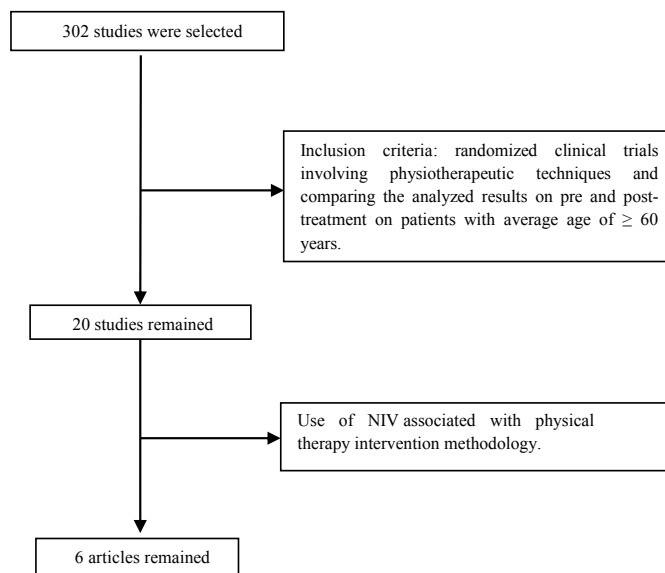 302 studies were selected
Inclusion criteria: randomized clinical trials
involving physiotherapeutic techniques and
comparing the analyzed results on pre and post-
treatment on patients with average age of ≥ 60
years.
20 studies remained
Use of NIV associated with physical
therapy intervention methodology.
6 articles remained